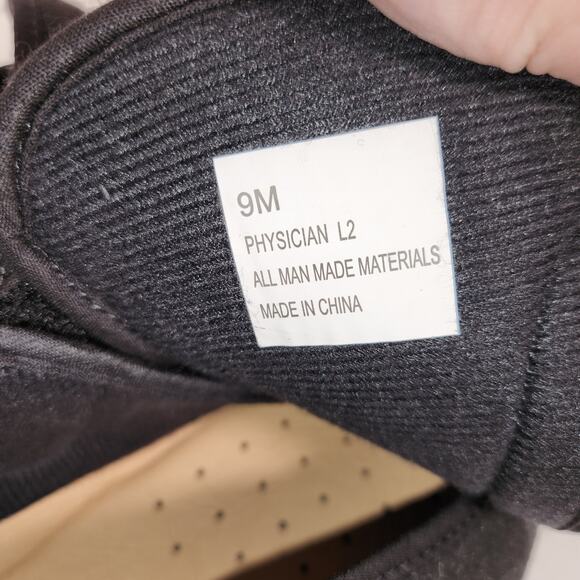 9M
PHYSICIAN L2
ALL MAN MADE MATERIALS
MADE IN CHINA